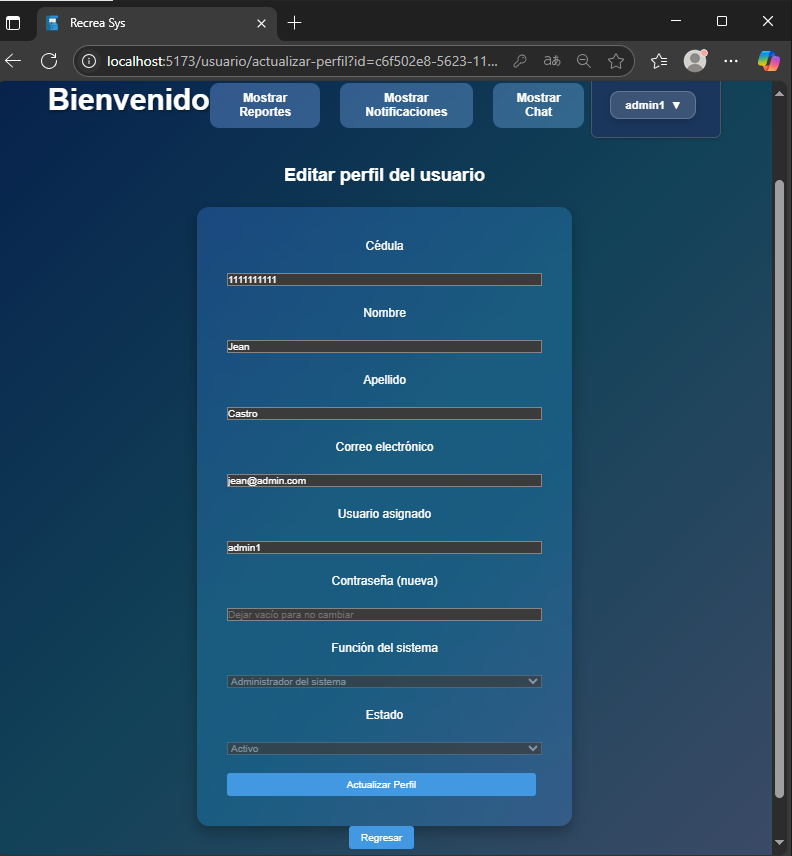 Recrea Sys
localhost:5173/usuario/actualizar-perfil?id=c6f502e8-5623-11...
aあ
Bienvenido
Mostrar
Reportes
Mostrar
Notificaciones
Mostrar
Chat
admin1 ▼
Editar perfil del usuario
Cédula
1111111111
Nombre
Jean
Apellido
Castro
Correo electrónico
jean@admin.com
Usuario asignado
admin1
Contraseña (nueva)
Dejar vacío para no cambiar
Función del sistema
Administrador del sistema
Estado
Activo
Actualizar Perfil
Regresar